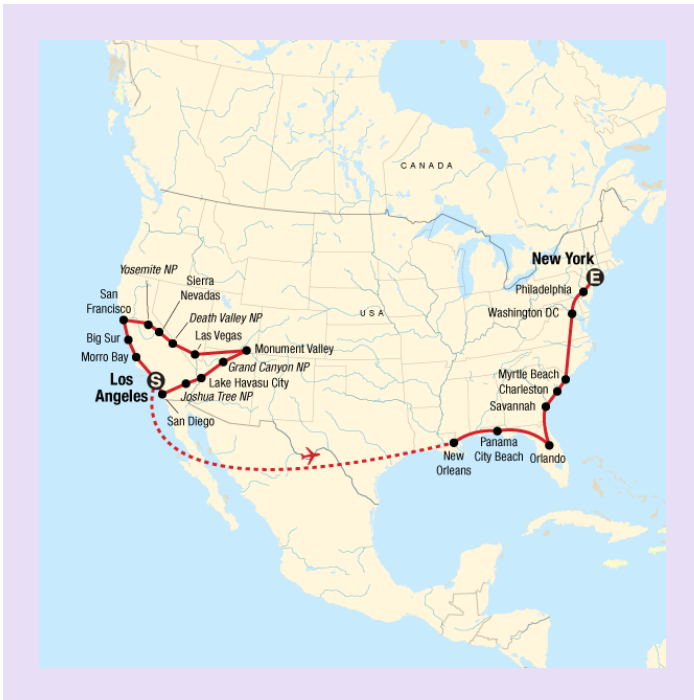 CANADA
New York
E
Yosemite NP
Philadelphia
Sierra
Nevadas
San
Francisco
Washington DC
USA
Death Valley NP
Las Vegas
Big Sur
Monument Valley
Morro Bay
Grand Canyon NP
Myrtle Beach
Los
Angeles
S
Lake Havasu City
Charleston
Joshua Tree NP
Savannah
San Diego
New
Orleans
Panama
City Beach
Orlando